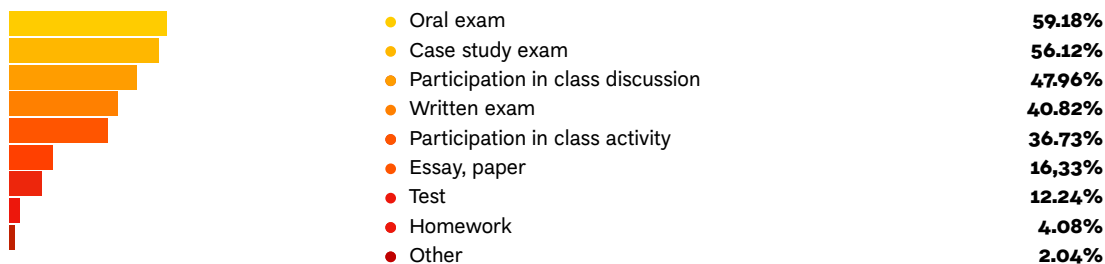 Oral exam 59.18%
Case study exam 56.12%
Participation in class discussion 47.96%
Written exam 40.82%
Participation in class activity 36.73%
Essay, paper 16,33%
Test 12.24%
Homework 4.08%
Other 2.04%